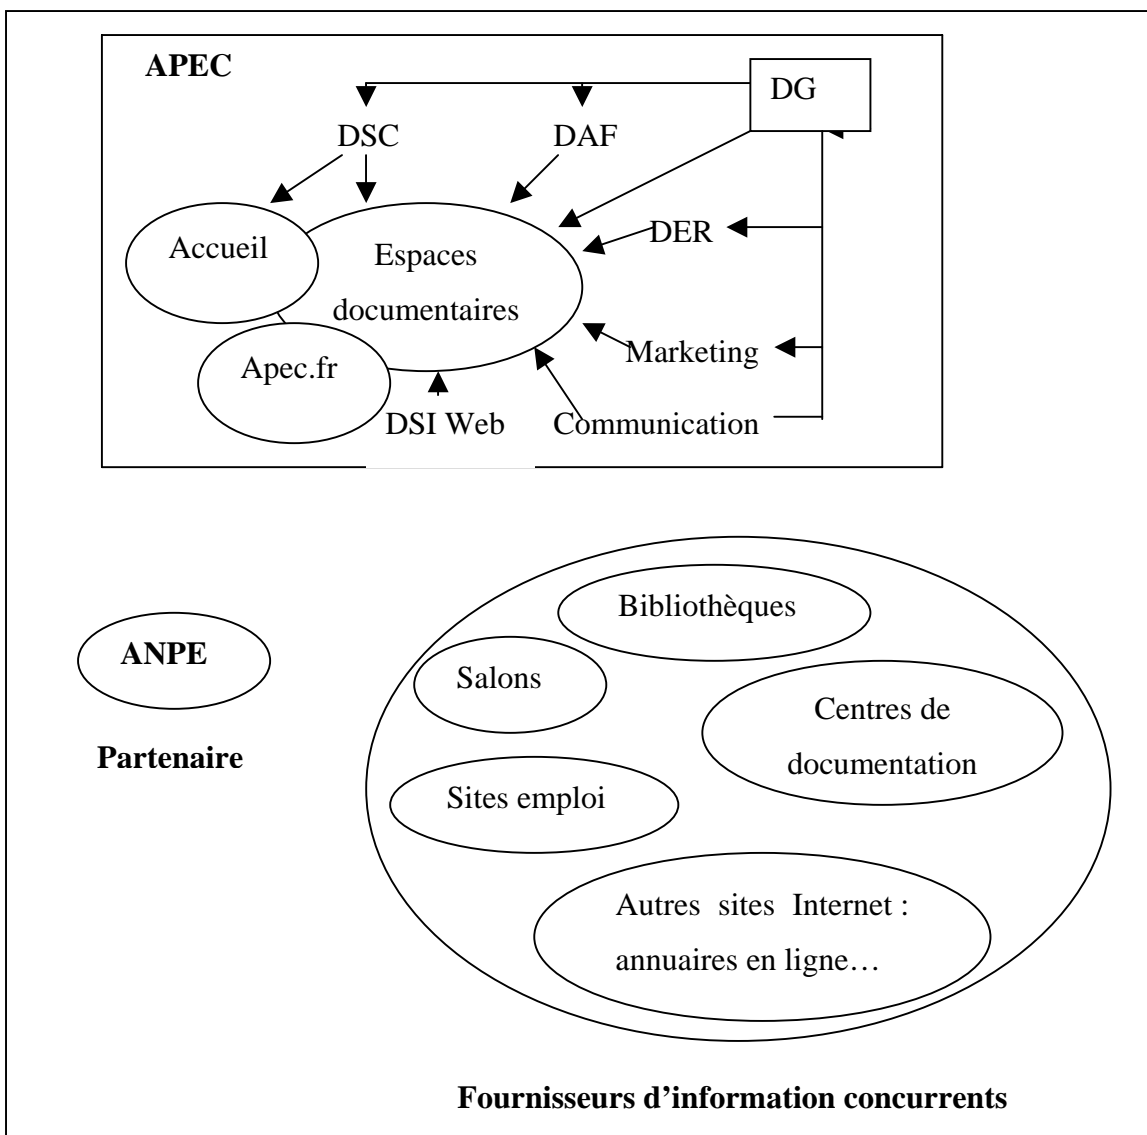 APEC
DG
DSC
DAF
Accueil
Espaces
documentaires
DER
Apec.fr
Marketing
DSI Web
Communication
Bibliothèques
ANPE
Salons
Centres de
documentation
Partenaire
Sites emploi
Autres sites Internet :
annuaires en ligne…
Fournisseurs d’information concurrents